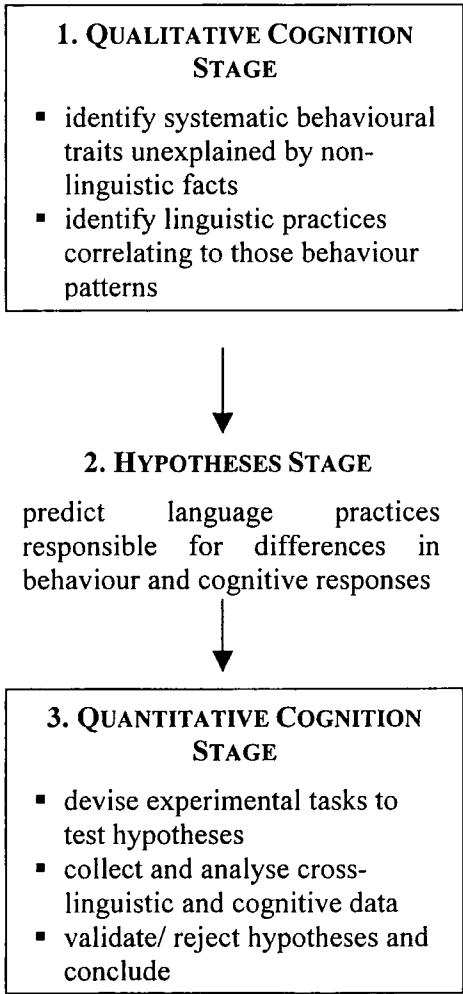 1. QUALITATIVE COGNITION
STAGE
▪ identify systematic behavioural
traits unexplained by non-
linguistic facts
▪ identify linguistic practices
correlating to those behaviour
patterns
2. HYPOTHESES STAGE
predict language practices
responsible for differences in
behaviour and cognitive responses
3. QUANTITATIVE COGNITION
STAGE
▪ devise experimental tasks to
test hypotheses
▪ collect and analyse cross-
linguistic and cognitive data
▪ validate/ reject hypotheses and
conclude